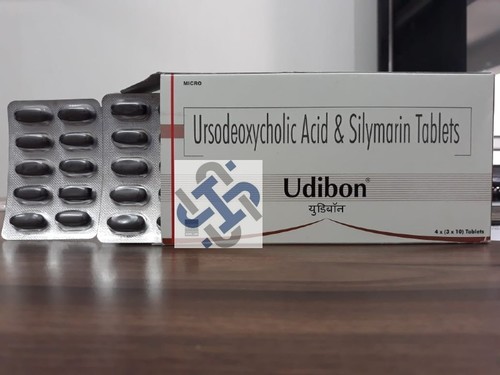 MICRO
Ursodeoxycholic Acid & Silymarin Tablets
Udibon®
युडिबॉन
4 x (3 x 10) Tablets